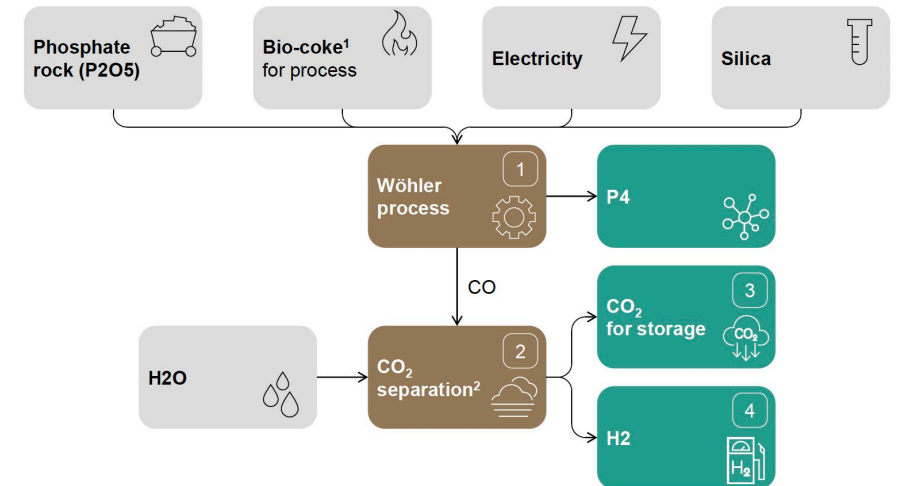 Phosphate
rock (P2O5)
Bio-coke¹
for process
Electricity
Silica
1
Wöhler
process
P4
CO
3
CO₂
for storage
CO₂
H2O
2
CO₂
separation²
4
H2
H₂